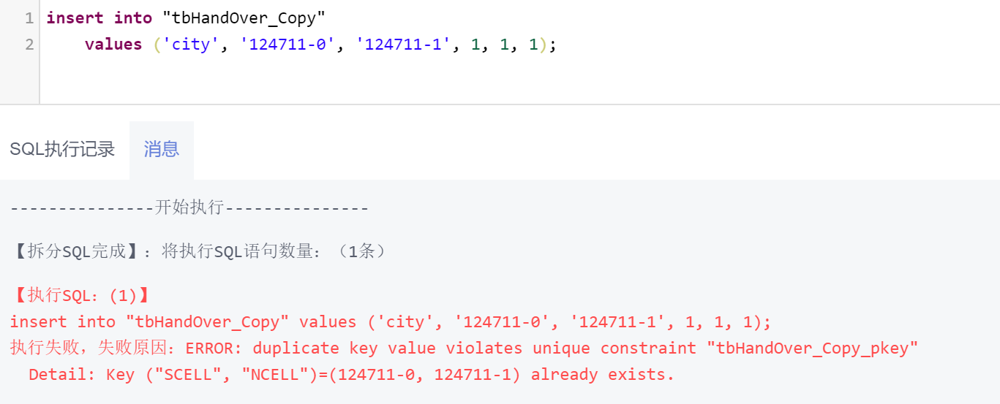 1 insert into "tbHandOver_Copy"
2     values ('city', '124711-0', '124711-1', 1, 1, 1);
SQL执行记录 消息
---------------开始执行---------------
【拆分SQL完成】：将执行SQL语句数量：（1条）
【执行SQL：(1)】
insert into "tbHandOver_Copy" values ('city', '124711-0', '124711-1', 1, 1, 1);
执行失败，失败原因：ERROR: duplicate key value violates unique constraint "tbHandOver_Copy_pkey"
  Detail: Key ("SCELL", "NCELL")=(124711-0, 124711-1) already exists.